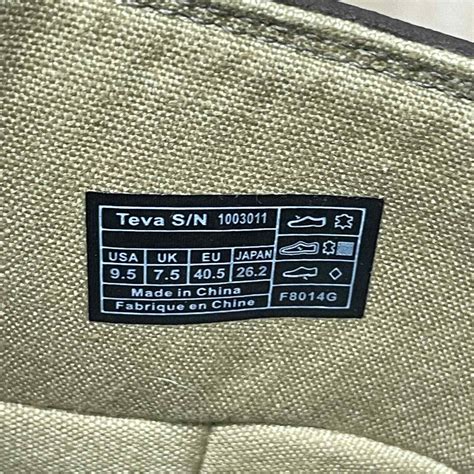 Teva S/N 1003011
USA UK EU JAPAN
9.5 7.5 40.5 26.2
Made in China
Fabrique en Chine
F8014G